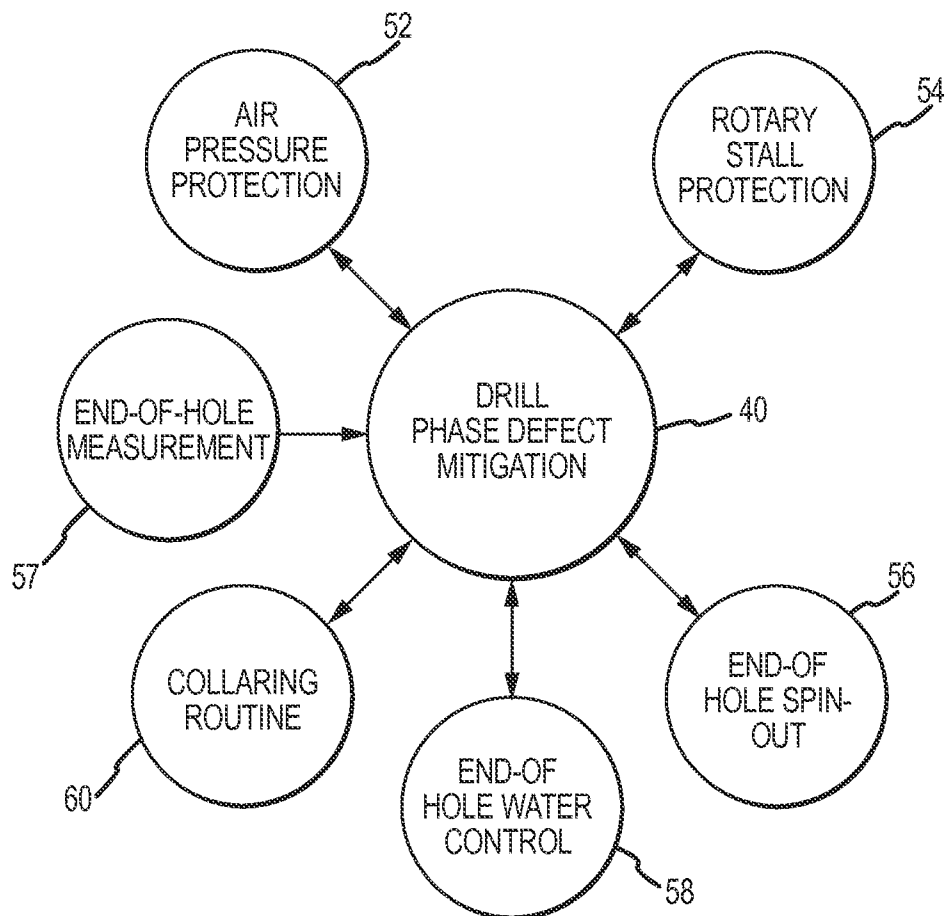 52
AIR
PRESSURE
PROTECTION
54
ROTARY
STALL
PROTECTION
DRILL
PHASE DEFECT
MITIGATION
40
END-OF-HOLE
MEASUREMENT
57
56
END-OF
HOLE SPIN-
OUT
COLLARING
ROUTINE
60
END-OF
HOLE WATER
CONTROL
58